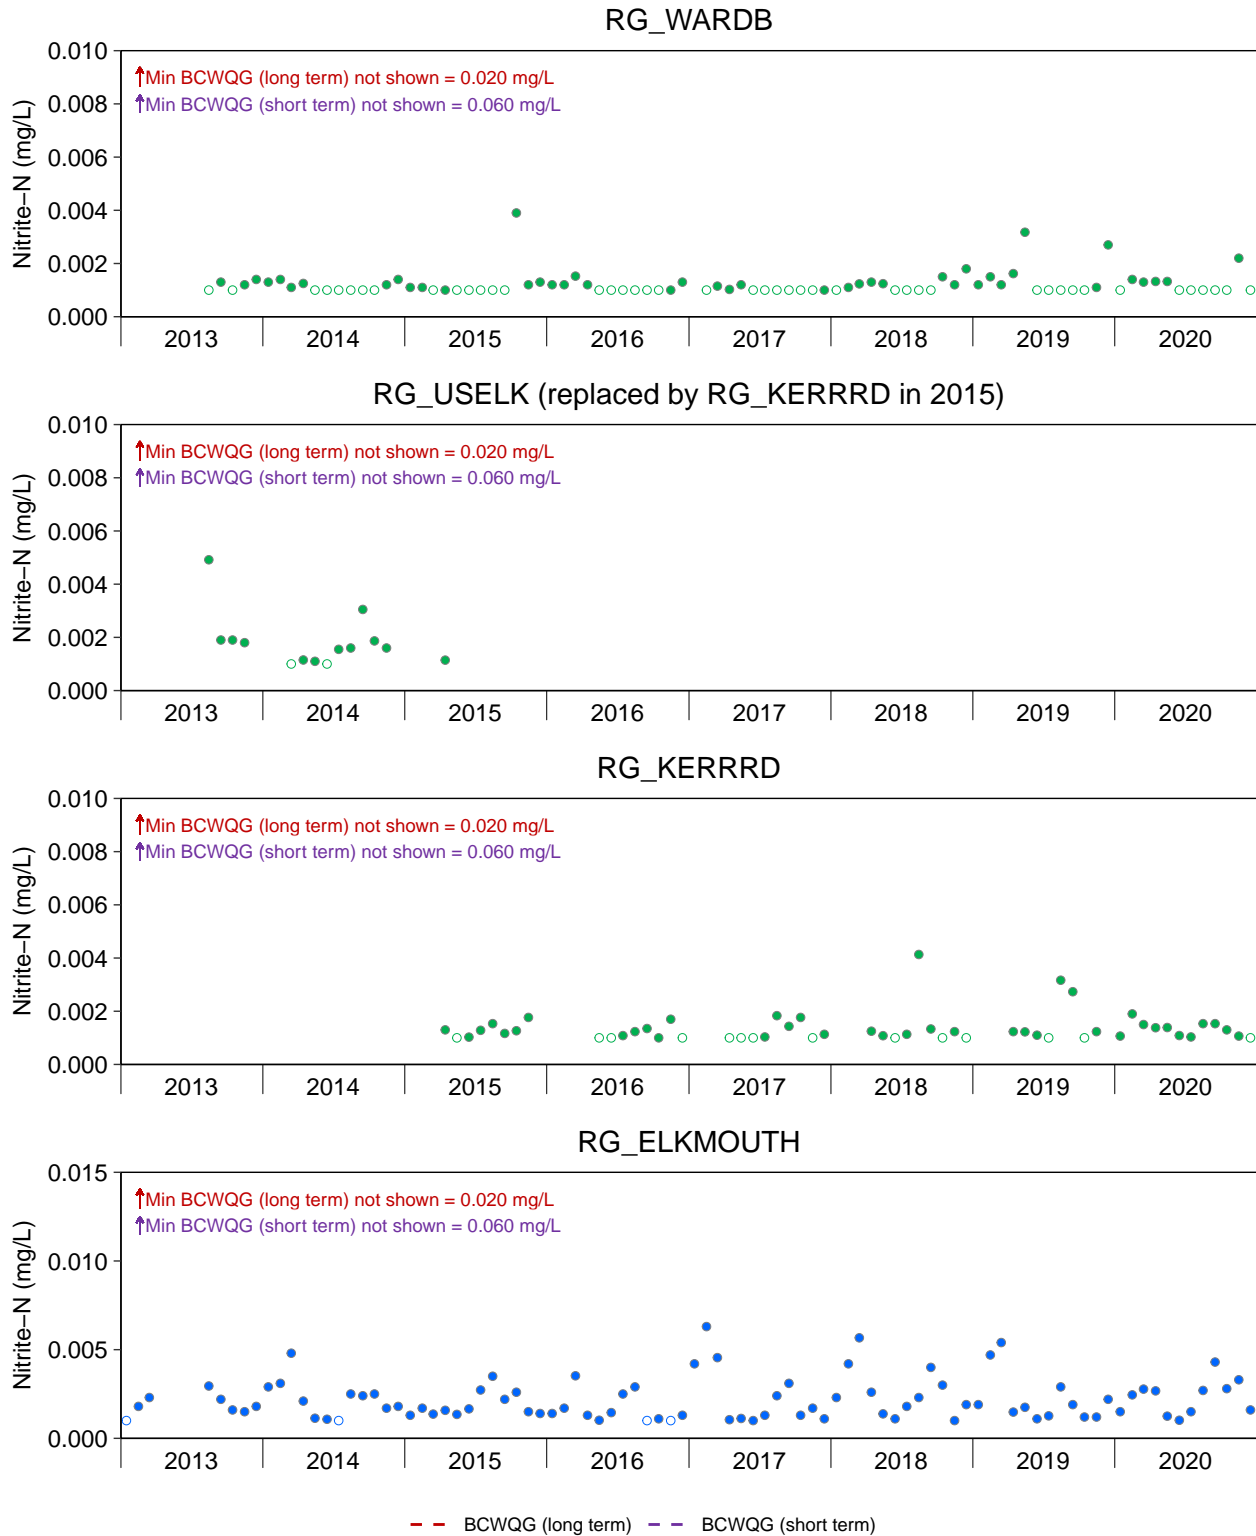 RG_WARDB
Nitrite–N (mg/L)
0.010
0.008
0.006
0.004
0.002
0.000
Min BCWQG (long term) not shown = 0.020 mg/L
Min BCWQG (short term) not shown = 0.060 mg/L
2013 2014 2015 2016 2017 2018 2019 2020
RG_USELK (replaced by RG_KERRRD in 2015)
Nitrite–N (mg/L)
0.010
0.008
0.006
0.004
0.002
0.000
Min BCWQG (long term) not shown = 0.020 mg/L
Min BCWQG (short term) not shown = 0.060 mg/L
2013 2014 2015 2016 2017 2018 2019 2020
RG_KERRRD
Nitrite–N (mg/L)
0.010
0.008
0.006
0.004
0.002
0.000
Min BCWQG (long term) not shown = 0.020 mg/L
Min BCWQG (short term) not shown = 0.060 mg/L
2013 2014 2015 2016 2017 2018 2019 2020
RG_ELKMOUTH
Nitrite–N (mg/L)
0.015
0.010
0.005
0.000
Min BCWQG (long term) not shown = 0.020 mg/L
Min BCWQG (short term) not shown = 0.060 mg/L
2013 2014 2015 2016 2017 2018 2019 2020
BCWQG (long term) BCWQG (short term)